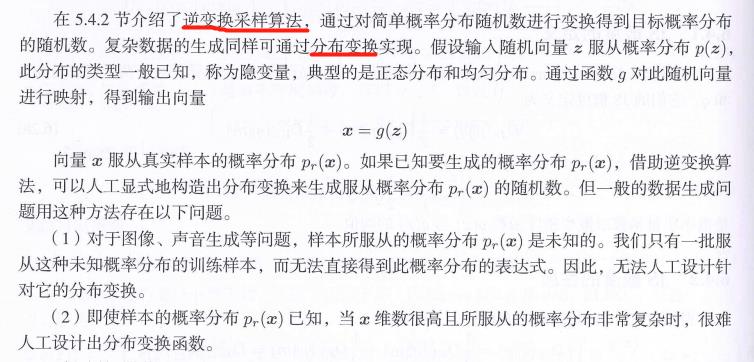 在 5.4.2 节介绍了逆变换采样算法，通过对简单概率分布随机数进行变换得到目标概率分布
的随机数。复杂数据的生成同样可通过分布变换实现。假设输入随机向量 z 服从概率分布 p(z)，
此分布的类型一般已知，称为隐变量，典型的是正态分布和均匀分布。通过函数 g 对此随机向量
进行映射，得到输出向量
x = g(z)
向量 x 服从真实样本的概率分布 pᵣ(x)。如果已知要生成的概率分布 pᵣ(x)，借助逆变换算
法，可以人工显式地构造出分布变换来生成服从概率分布 pᵣ(x) 的随机数。但一般的数据生成问
题用这种方法存在以下问题。
（1）对于图像、声音生成等问题，样本所服从的概率分布 pᵣ(x) 是未知的。我们只有一批服
从这种未知概率分布的训练样本，而无法直接得到此概率分布的表达式。因此，无法人工设计针
对它的分布变换。
（2）即使样本的概率分布 pᵣ(x) 已知，当 x 维数很高且所服从的概率分布非常复杂时，很难
人工设计出分布变换函数。